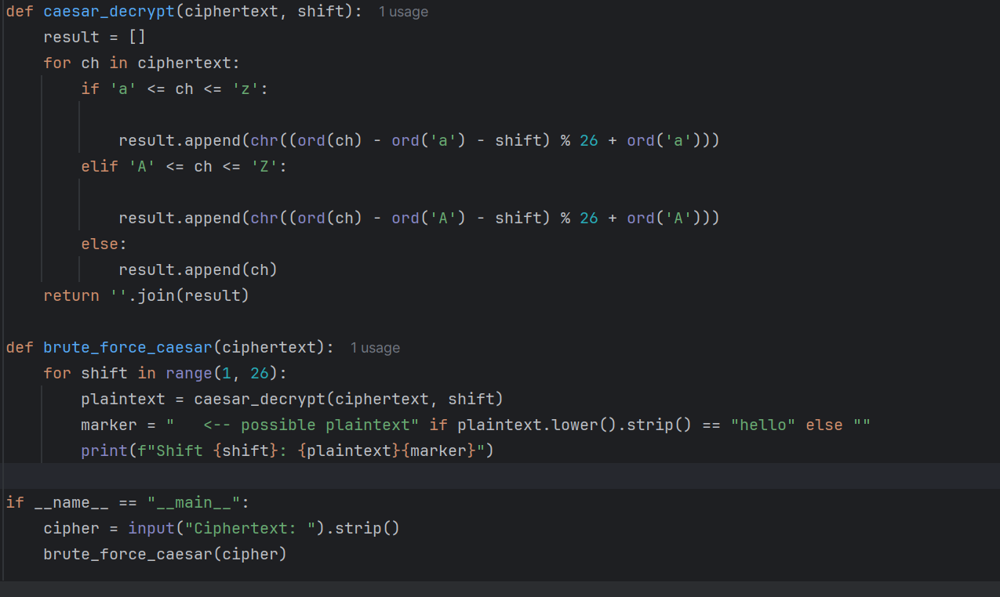 def caesar_decrypt(ciphertext, shift):  1 usage
    result = []
    for ch in ciphertext:
        if 'a' <= ch <= 'z':
            result.append(chr((ord(ch) - ord('a') - shift) % 26 + ord('a')))
        elif 'A' <= ch <= 'Z':
            result.append(chr((ord(ch) - ord('A') - shift) % 26 + ord('A')))
        else:
            result.append(ch)
    return ''.join(result)
def brute_force_caesar(ciphertext):  1 usage
    for shift in range(1, 26):
        plaintext = caesar_decrypt(ciphertext, shift)
        marker = "   <-- possible plaintext" if plaintext.lower().strip() == "hello" else ""
        print(f"Shift {shift}: {plaintext}{marker}")
if __name__ == "__main__":
    cipher = input("Ciphertext: ").strip()
    brute_force_caesar(cipher)